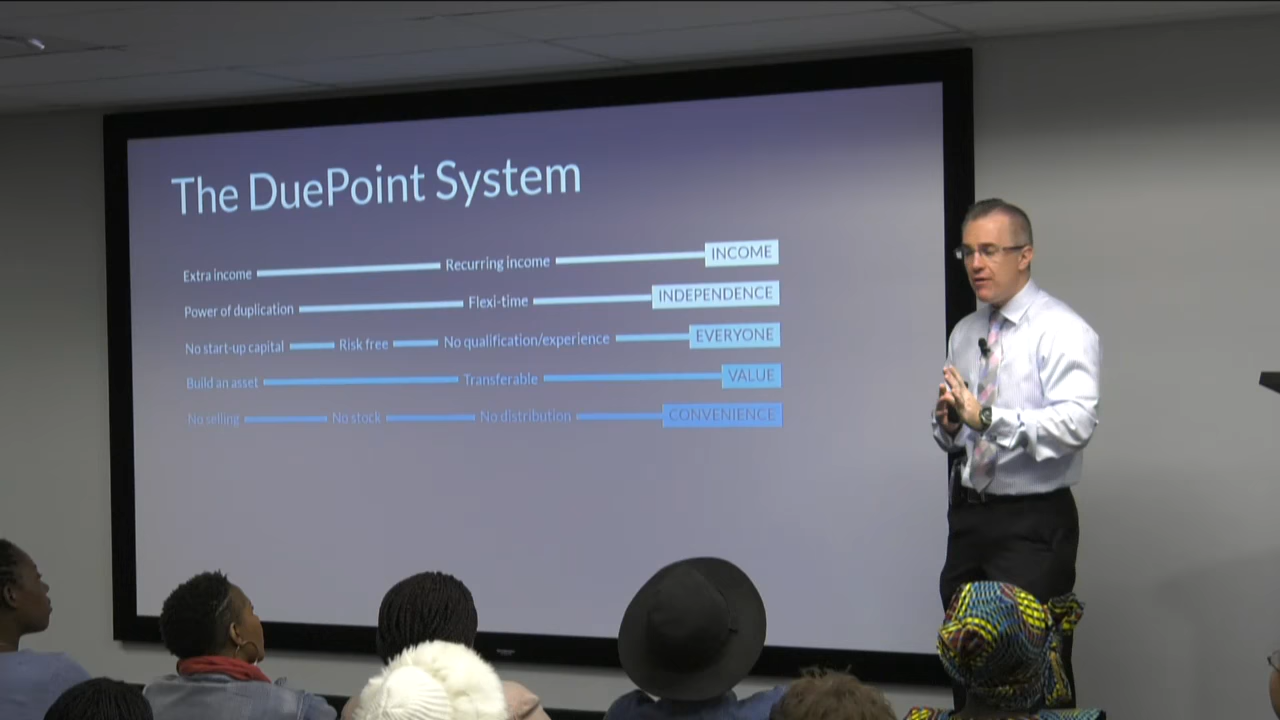 The DuePoint System
Extra income Recurring income INCOME
Power of duplication Flexi-time INDEPENDENCE
No start-up capital Risk free No qualification/experience EVERYONE
Build an asset Transferable VALUE
No selling No stock No distribution CONVENIENCE